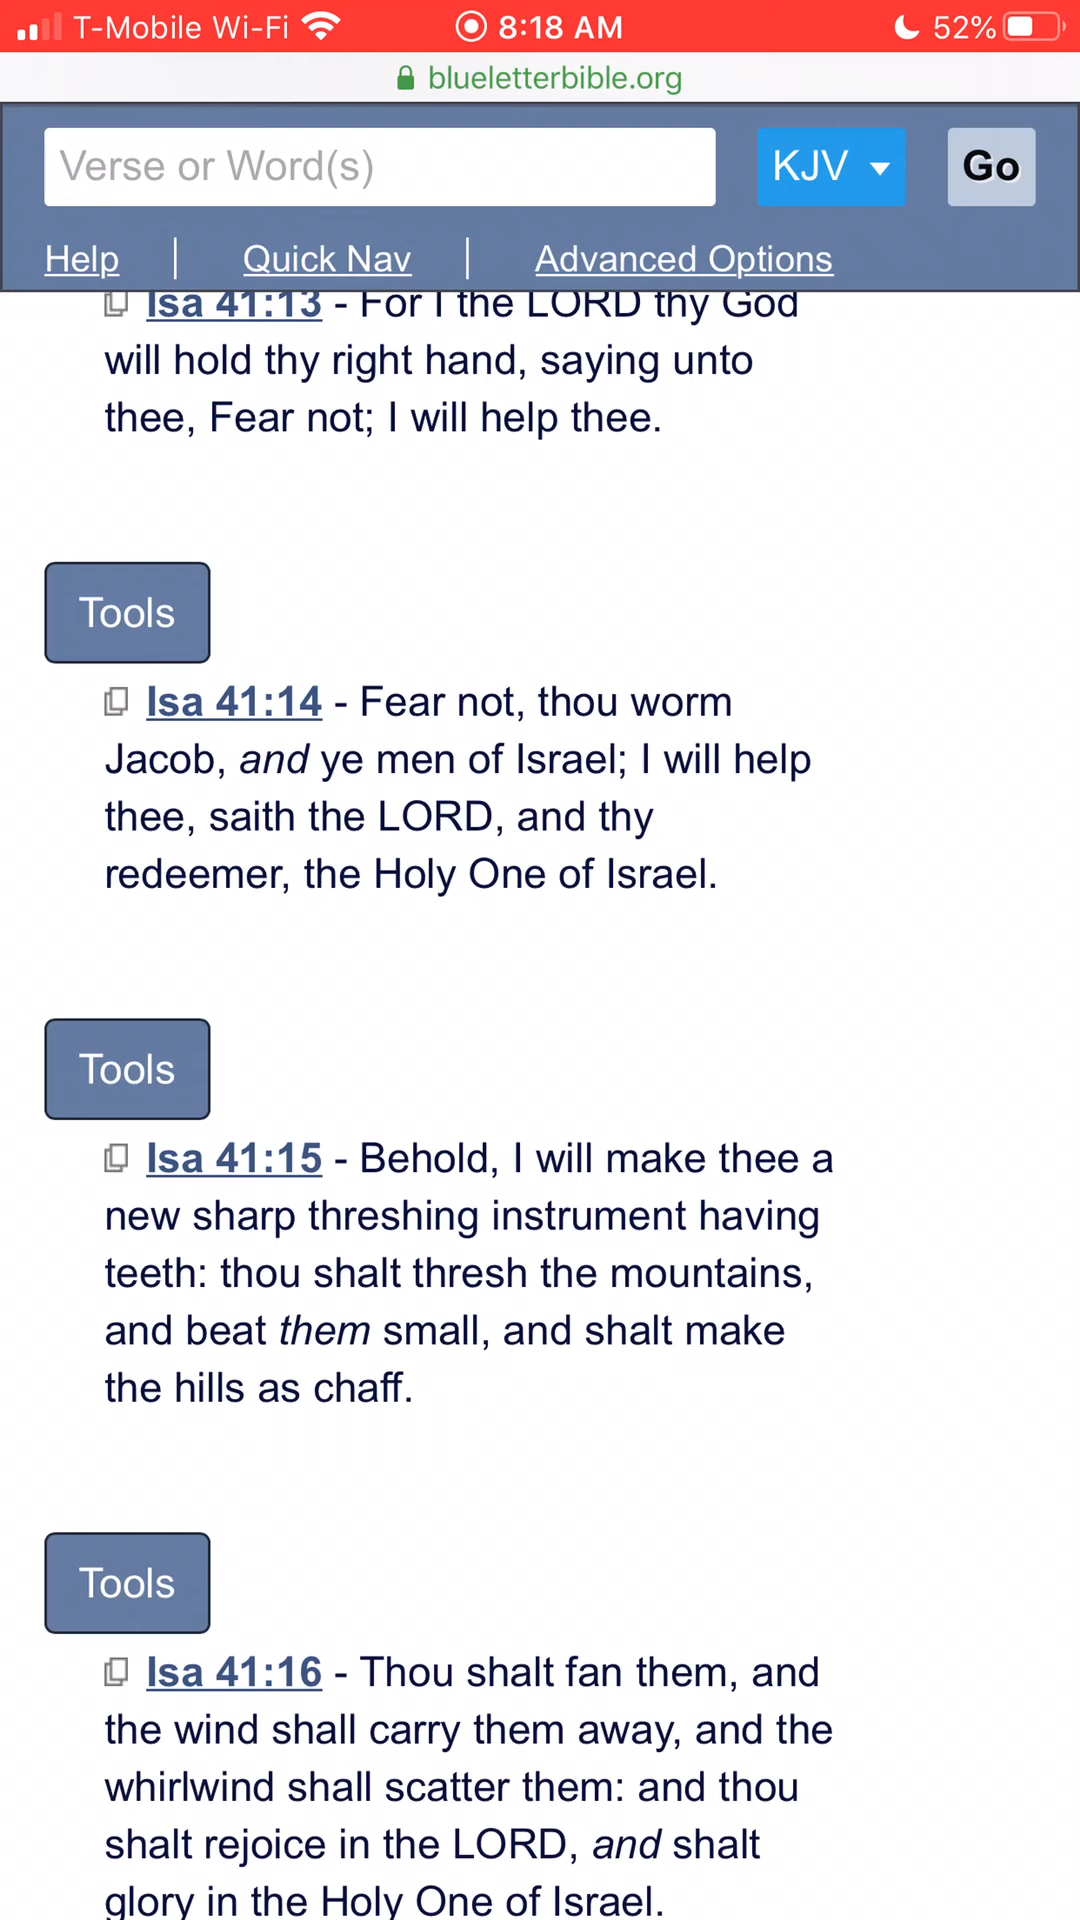 T-Mobile Wi-Fi 8:18 AM 52%
blueletterbible.org
Verse or Word(s) KJV Go
Help | Quick Nav | Advanced Options
Isa 41:13 - For I the LORD thy God
will hold thy right hand, saying unto
thee, Fear not; I will help thee.
Tools
Isa 41:14 - Fear not, thou worm
Jacob, and ye men of Israel; I will help
thee, saith the LORD, and thy
redeemer, the Holy One of Israel.
Tools
Isa 41:15 - Behold, I will make thee a
new sharp threshing instrument having
teeth: thou shalt thresh the mountains,
and beat them small, and shalt make
the hills as chaff.
Tools
Isa 41:16 - Thou shalt fan them, and
the wind shall carry them away, and the
whirlwind shall scatter them: and thou
shalt rejoice in the LORD, and shalt
glory in the Holy One of Israel.